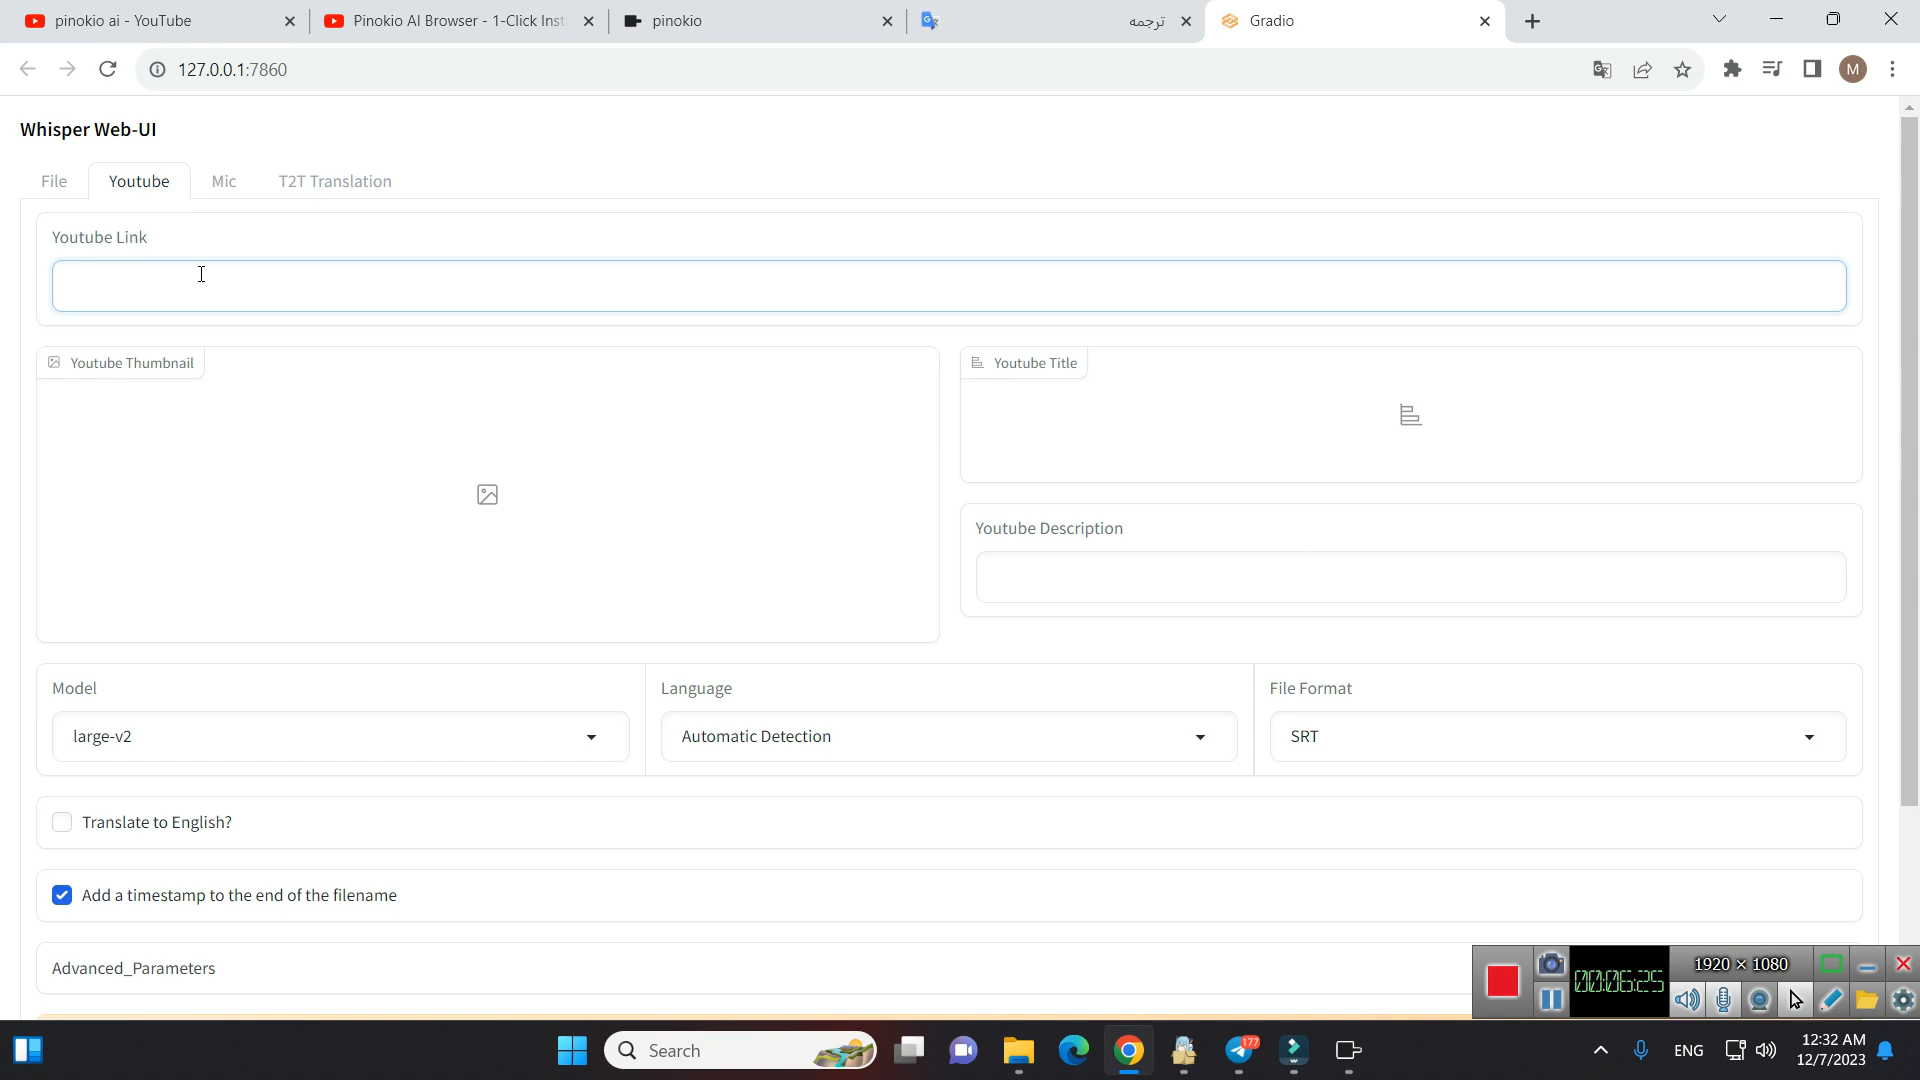 pinokio ai - YouTube
Pinokio AI Browser - 1-Click Inst
pinokio
ترجمه
Gradio
127.0.0.1:7860
M
Whisper Web-UI
File
Youtube
Mic
T2T Translation
Youtube Link
Youtube Thumbnail
Youtube Title
Youtube Description
Model
Language
File Format
large-v2
Automatic Detection
SRT
Translate to English?
Add a timestamp to the end of the filename
Advanced_Parameters
1920 × 1080
00:06:25
Search
177
ENG
12:32 AM
12/7/2023